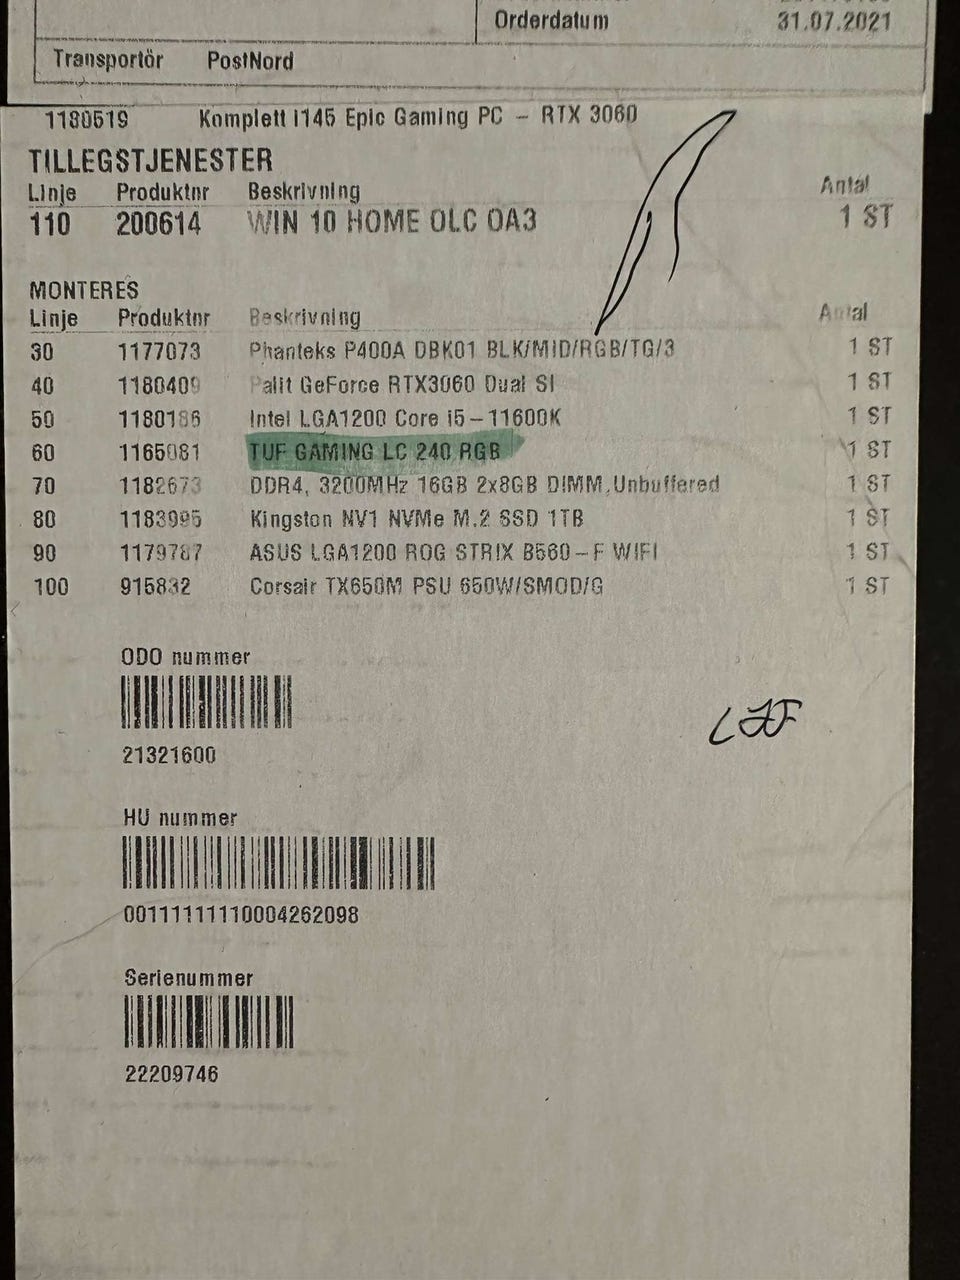 Orderdatum 31.07.2021
Transportör PostNord
1180519 Komplett i145 Epic Gaming PC - RTX 3060
TILLEGSTJENESTER
Linje Produktnr Beskrivning Antal
110 200614 WIN 10 HOME OLC OA3 1 ST
MONTERES
Linje Produktnr Beskrivning Antal
30 1177073 Phanteks P400A DBK01 BLK/MID/RGB/TG/3 1 ST
40 1180409 Palit GeForce RTX3060 Dual SI 1 ST
50 1180186 Intel LGA1200 Core i5-11600K 1 ST
60 1165081 TUF GAMING LC 240 RGB 1 ST
70 1182673 DDR4, 3200MHz 16GB 2x8GB DIMM,Unbuffered 1 ST
80 1183995 Kingston NV1 NVMe M.2 SSD 1TB 1 ST
90 1179787 ASUS LGA1200 ROG STRIX B560-F WIFI 1 ST
100 915832 Corsair TX650M PSU 650W/SMOD/G 1 ST
ODO nummer
21321600
HU nummer
00111111110004262098
Serienummer
22209746